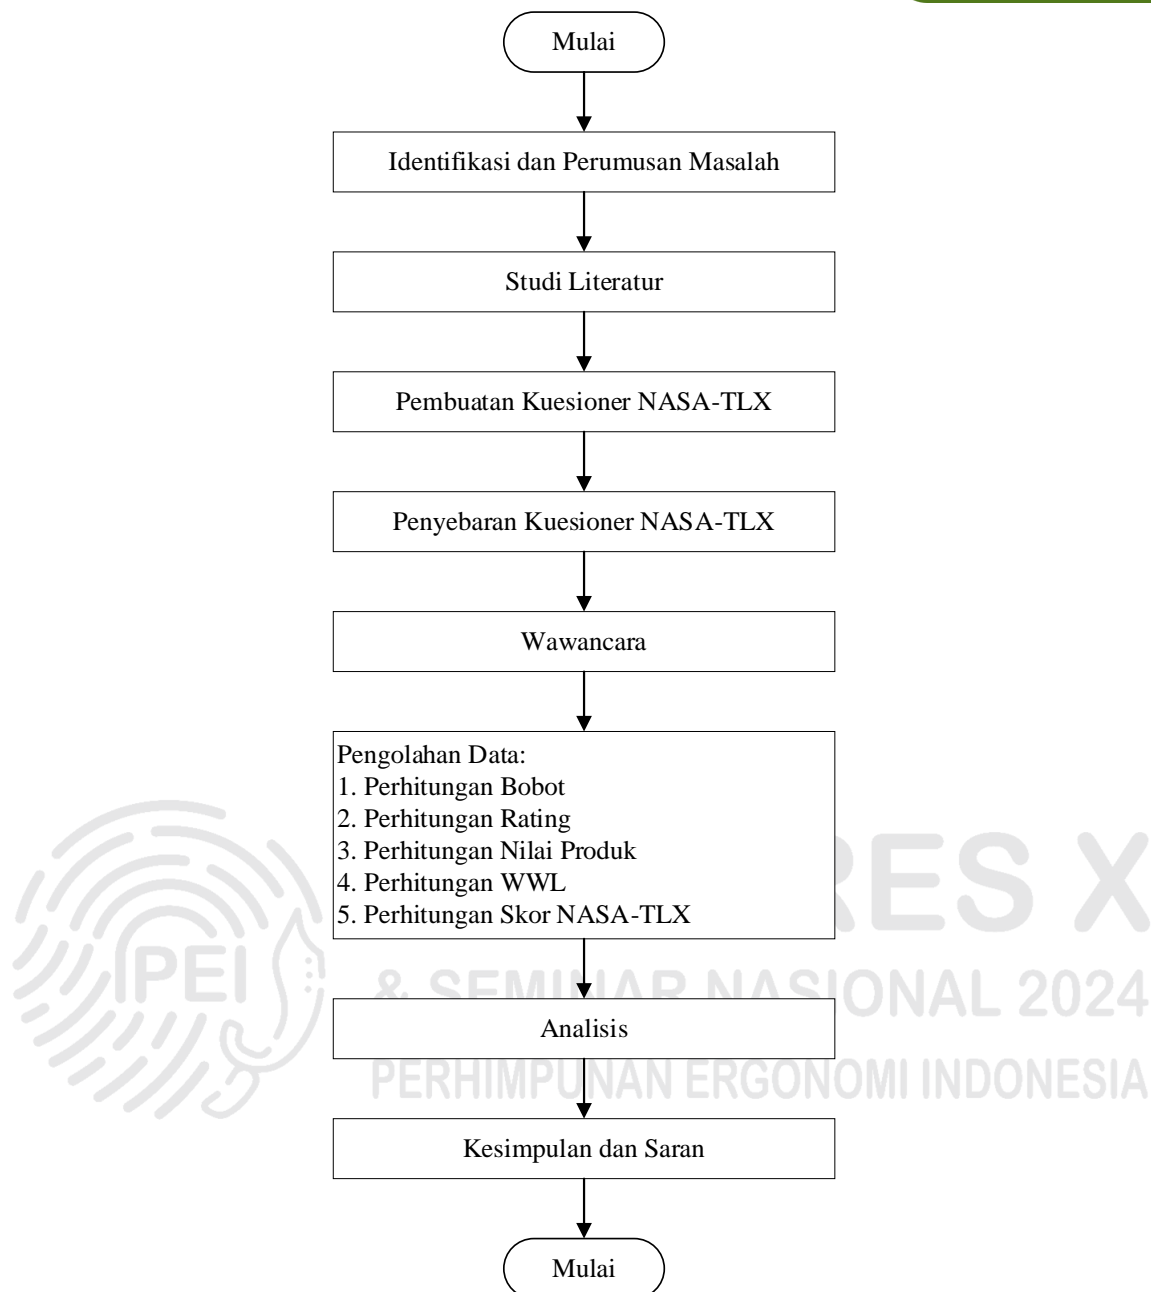 Mulai
Identifikasi dan Perumusan Masalah
Studi Literatur
Pembuatan Kuesioner NASA-TLX
Penyebaran Kuesioner NASA-TLX
Wawancara
Pengolahan Data:
1. Perhitungan Bobot
2. Perhitungan Rating
3. Perhitungan Nilai Produk
4. Perhitungan WWL
5. Perhitungan Skor NASA-TLX
RES X
IPEI
& SEMINAR NASIONAL 2024
Analisis
PERHIMPUNAN ERGONOMI INDONESIA
Kesimpulan dan Saran
Mulai